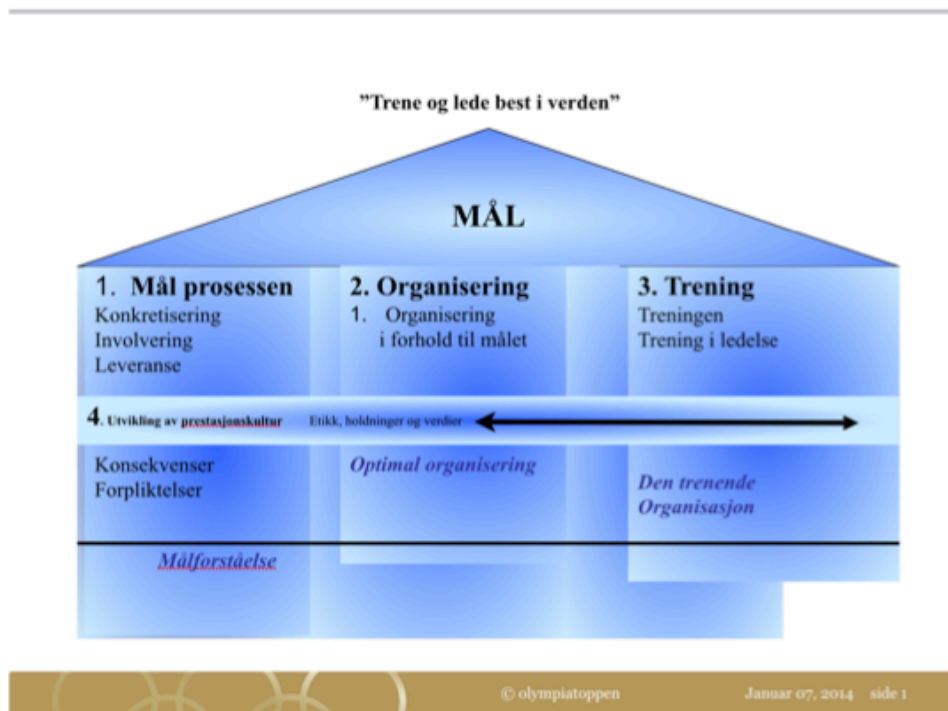 ”Trene og lede best i verden”
MÅL
1. Mål prosessen
Konkretisering
Involvering
Leveranse
2. Organisering
1. Organisering
i forhold til målet
3. Trening
Treningen
Trening i ledelse
4. Utvikling av prestasjonskultur Etikk, holdninger og verdier
Konsekvenser
Forpliktelser
Målforståelse
Optimal organisering
Den trenende
Organisasjon
© olympiatoppen Januar 07, 2014 side 1